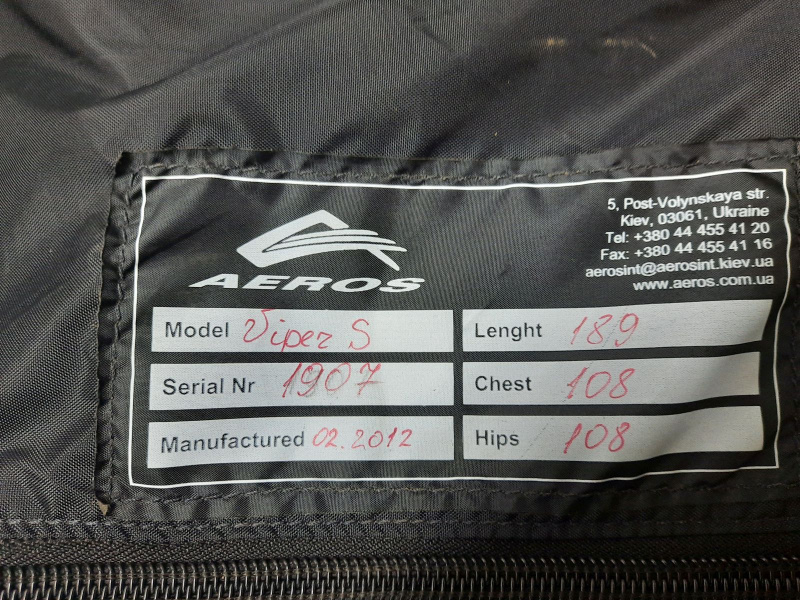 AEROS
5, Post-Volynskaya str.
Kiev, 03061, Ukraine
Tel: +380 44 455 41 20
Fax: +380 44 455 41 16
aerosint@aerosint.kiev.ua
www.aeros.com.ua
Model Viper S
Serial Nr 1907
Manufactured 02.2012
Lenght 189
Chest 108
Hips 108